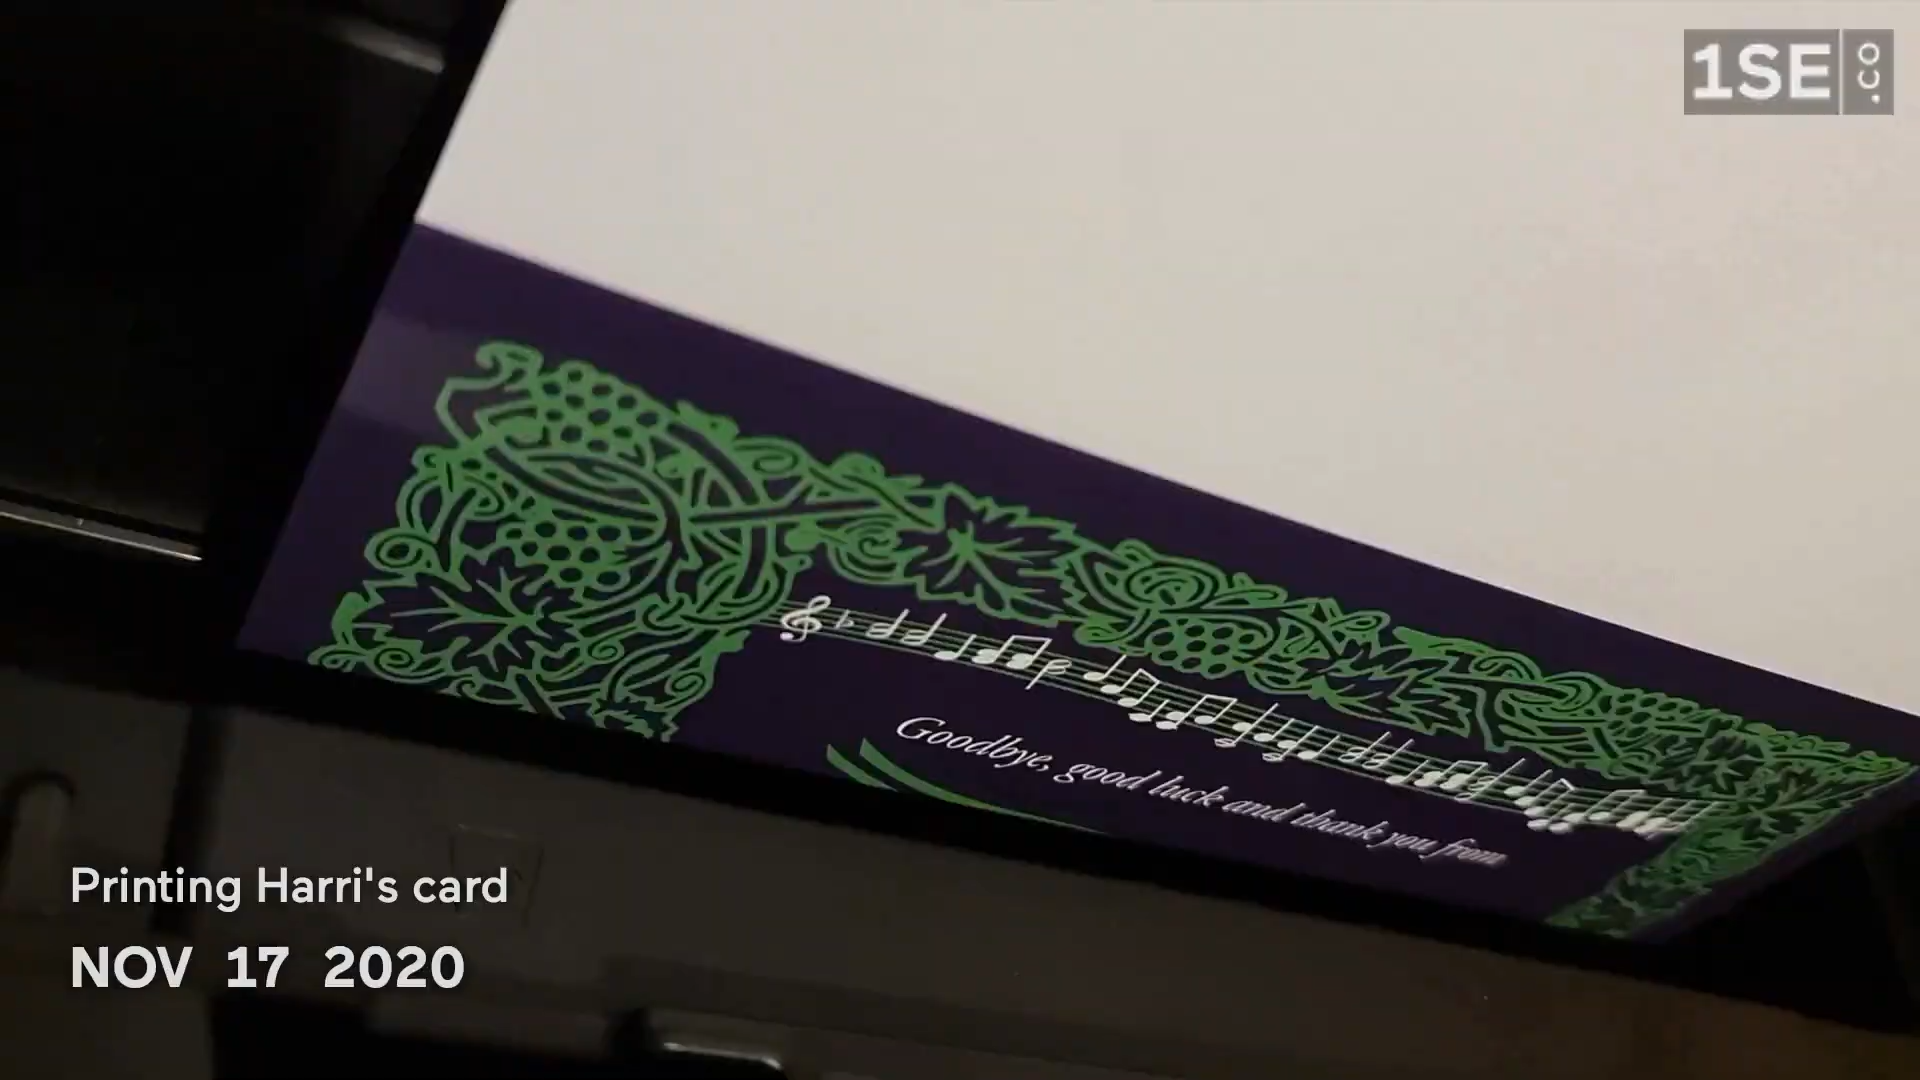 1SE .CO
Goodbye, good luck and thank you from
Printing Harri's card
NOV 17 2020